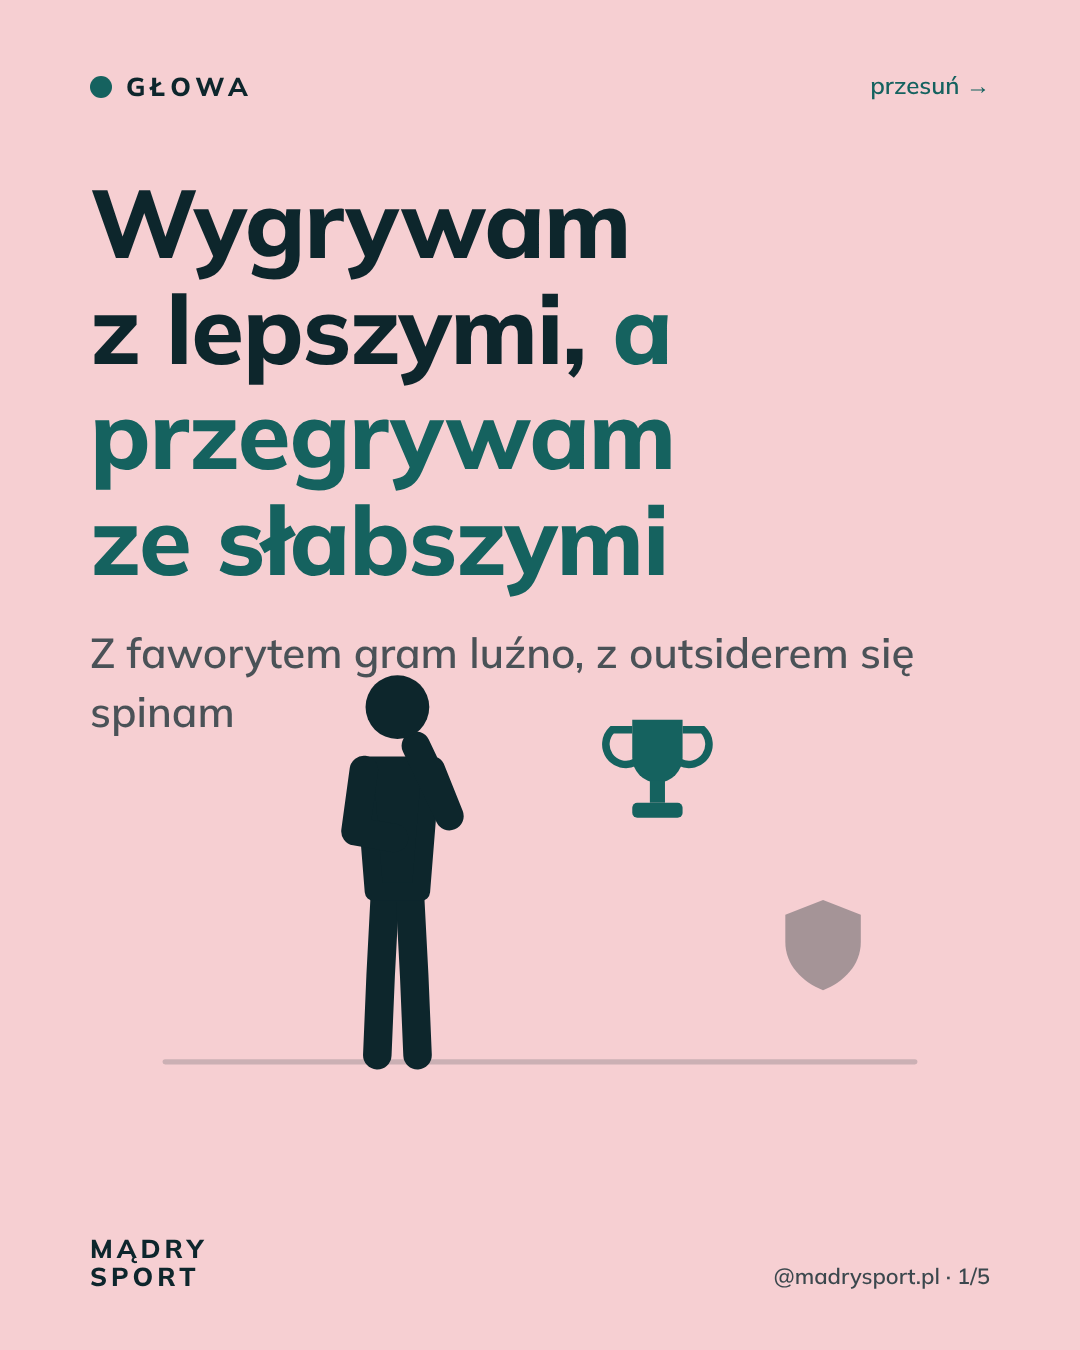 GŁOWA
przesuń →
Wygrywam
z lepszymi, a
przegrywam
ze słabszymi
Z faworytem gram luźno, z outsiderem się
spinam
MĄDRY
SPORT
@madrysport.pl · 1/5